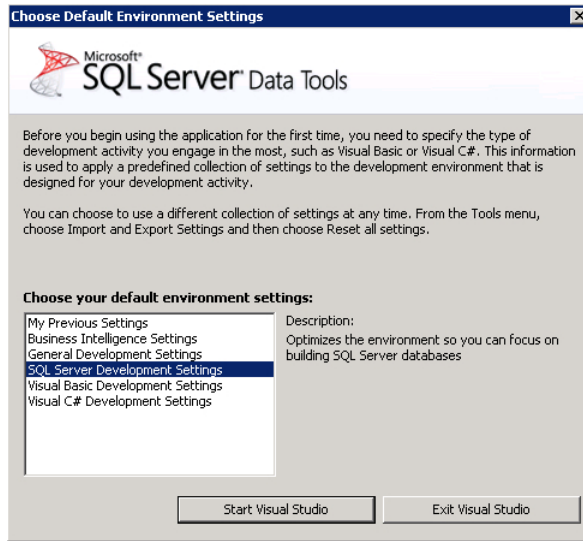 Choose Default Environment Settings
Microsoft®
SQL Server® Data Tools
Before you begin using the application for the first time, you need to specify the type of
development activity you engage in the most, such as Visual Basic or Visual C#. This information
is used to apply a predefined collection of settings to the development environment that is
designed for your development activity.
You can choose to use a different collection of settings at any time. From the Tools menu,
choose Import and Export Settings and then choose Reset all settings.
Choose your default environment settings:
My Previous Settings
Business Intelligence Settings
General Development Settings
SQL Server Development Settings
Visual Basic Development Settings
Visual C# Development Settings
Description:
Optimizes the environment so you can focus on
building SQL Server databases
Start Visual Studio
Exit Visual Studio